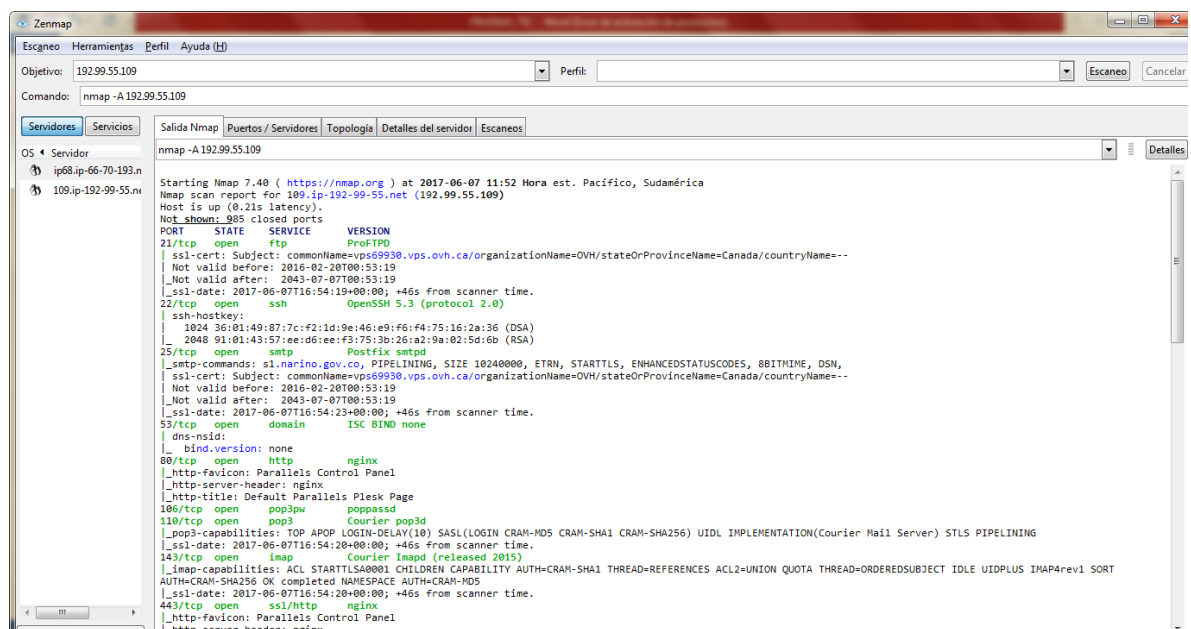 Zenmap
Escaneo Herramientas Perfil Ayuda (H)
Objetivo: 192.99.55.109 Perfil: Escaneo Cancelar
Comando: nmap -A 192.99.55.109
Servidores Servicios Salida Nmap Puertos / Servidores Topología Detalles del servidor Escaneos
OS Servidor nmap -A 192.99.55.109 Detalles
ip68.ip-66-70-193.n
109.ip-192-99-55.ne
Starting Nmap 7.40 ( https://nmap.org ) at 2017-06-07 11:52 Hora est. Pacífico, Sudamérica
Nmap scan report for 109.ip-192-99-55.net (192.99.55.109)
Host is up (0.21s latency).
Not shown: 985 closed ports
PORT STATE SERVICE VERSION
21/tcp open ftp ProFTPD
| ssl-cert: Subject: commonName=vps69930.vps.ovh.ca/organizationName=OVH/stateOrProvinceName=Canada/countryName=--
| Not valid before: 2016-02-20T00:53:19
|_Not valid after: 2043-07-07T00:53:19
|_ssl-date: 2017-06-07T16:54:19+00:00; +46s from scanner time.
22/tcp open ssh OpenSSH 5.3 (protocol 2.0)
| ssh-hostkey:
| 1024 36:01:49:87:7c:f2:1d:9e:46:e9:f6:f4:75:16:2a:36 (DSA)
|_ 2048 91:01:43:57:ee:d6:ee:f3:75:3b:26:a2:9a:02:5d:6b (RSA)
25/tcp open smtp Postfix smtpd
|_smtp-commands: s1.narino.gov.co, PIPELINING, SIZE 10240000, ETRN, STARTTLS, ENHANCEDSTATUSCODES, 8BITMIME, DSN,
| ssl-cert: Subject: commonName=vps69930.vps.ovh.ca/organizationName=OVH/stateOrProvinceName=Canada/countryName=--
| Not valid before: 2016-02-20T00:53:19
|_Not valid after: 2043-07-07T00:53:19
|_ssl-date: 2017-06-07T16:54:23+00:00; +46s from scanner time.
53/tcp open domain ISC BIND none
| dns-nsid:
|_ bind.version: none
80/tcp open http nginx
|_http-favicon: Parallels Control Panel
|_http-server-header: nginx
|_http-title: Default Parallels Plesk Page
106/tcp open pop3pw poppassd
110/tcp open pop3 Courier pop3d
|_pop3-capabilities: TOP APOP LOGIN-DELAY(10) SASL(LOGIN CRAM-MD5 CRAM-SHA1 CRAM-SHA256) UIDL IMPLEMENTATION(Courier Mail Server) STLS PIPELINING
|_ssl-date: 2017-06-07T16:54:20+00:00; +46s from scanner time.
143/tcp open imap Courier Imapd (released 2015)
|_imap-capabilities: ACL STARTTLSA0001 CHILDREN CAPABILITY AUTH=CRAM-SHA1 THREAD=REFERENCES ACL2=UNION QUOTA THREAD=ORDEREDSUBJECT IDLE UIDPLUS IMAP4rev1 SORT
AUTH=CRAM-SHA256 OK completed NAMESPACE AUTH=CRAM-MD5
|_ssl-date: 2017-06-07T16:54:20+00:00; +46s from scanner time.
443/tcp open ssl/http nginx
|_http-favicon: Parallels Control Panel
|_http-server-header: nginx